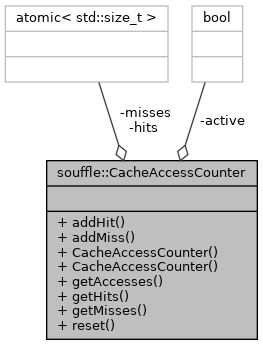 atomic< std::size_t >
bool
-misses
-hits
-active
souffle::CacheAccessCounter
+ addHit()
+ addMiss()
+ CacheAccessCounter()
+ CacheAccessCounter()
+ getAccesses()
+ getHits()
+ getMisses()
+ reset()